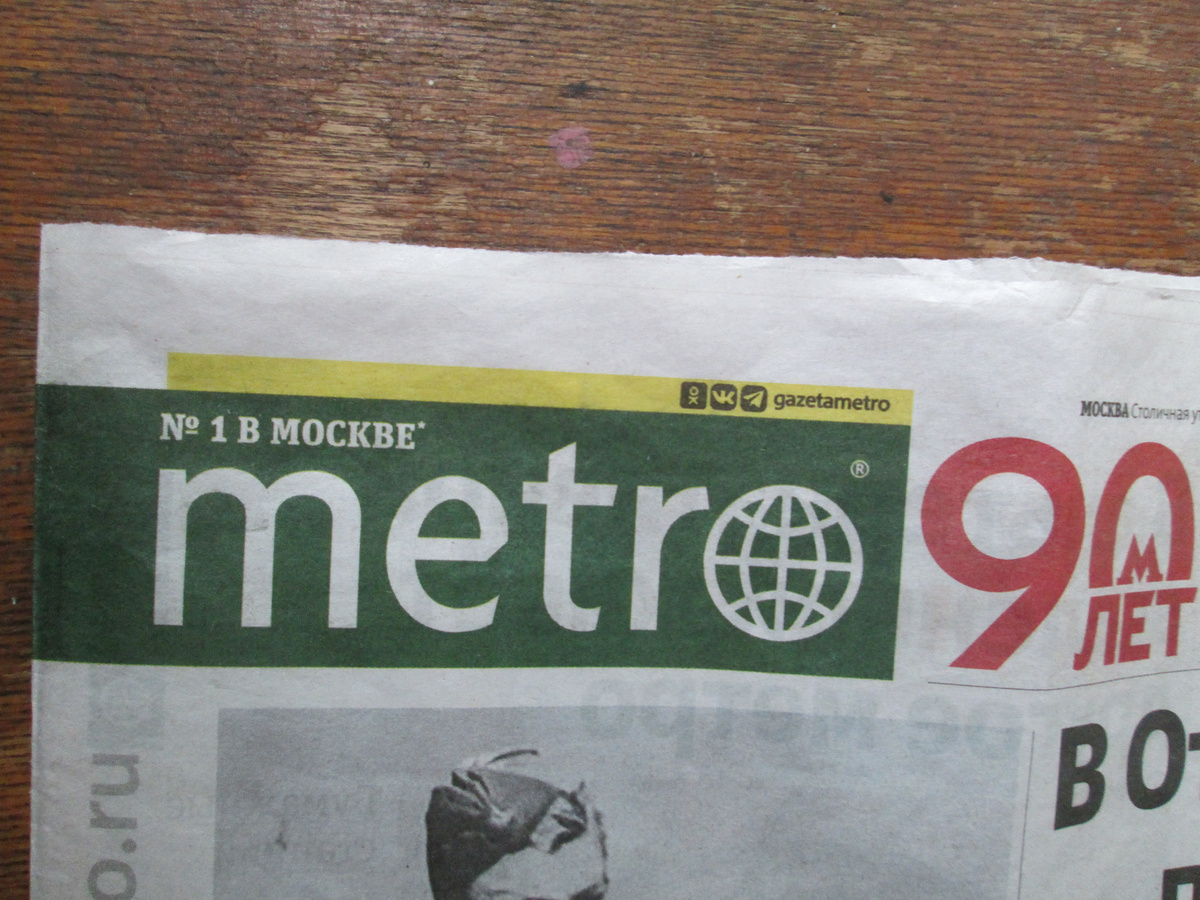 gazetametro
№ 1 В МОСКВЕ*
metro®
МОСКВА Столичная
90
М
ЛЕТ
В О
o.ru